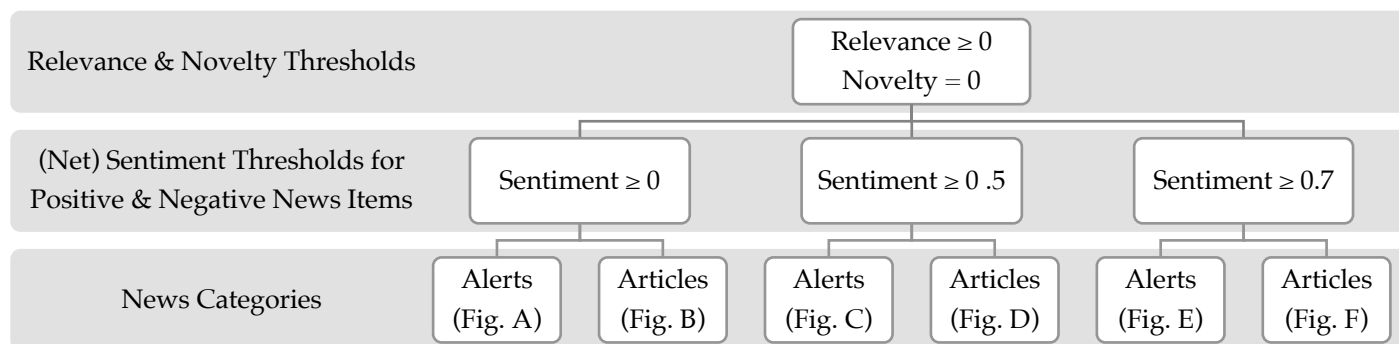 Relevance & Novelty Thresholds
Relevance ≥ 0
Novelty = 0
(Net) Sentiment Thresholds for
Positive & Negative News Items
Sentiment ≥ 0
Sentiment ≥ 0 .5
Sentiment ≥ 0.7
News Categories
Alerts
(Fig. A)
Articles
(Fig. B)
Alerts
(Fig. C)
Articles
(Fig. D)
Alerts
(Fig. E)
Articles
(Fig. F)